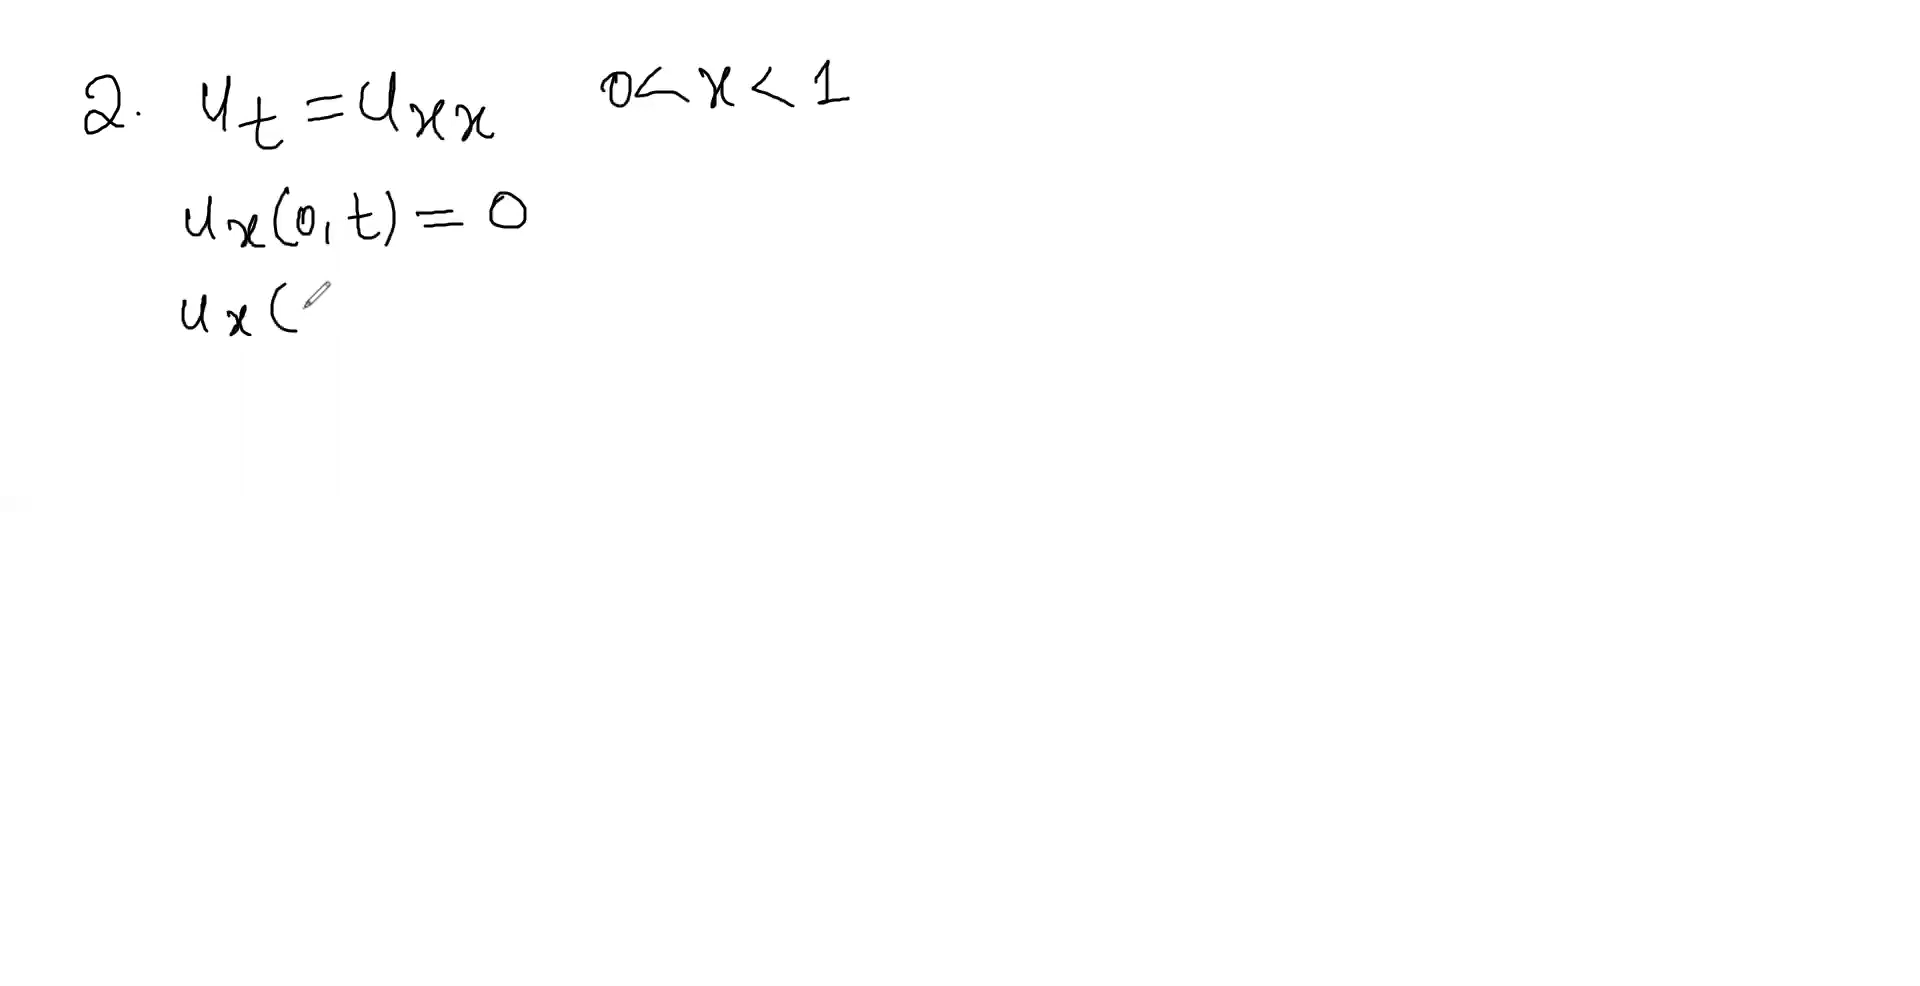 2. u_t = u_xx 0<x<1
u_x(0,t) = 0
u_x(